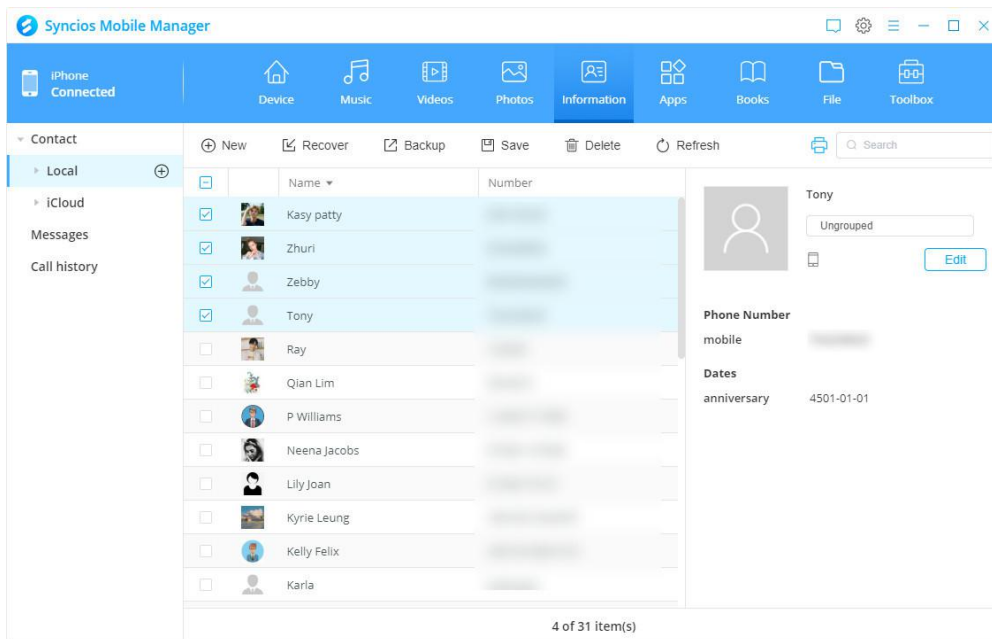 Syncios Mobile Manager
iPhone
Connected
Device Music Videos Photos Information Apps Books File Toolbox
Contact
Local
iCloud
Messages
Call history
New Recover Backup Save Delete Refresh Search
Name Number
Kasy patty
Zhuri
Zebby
Tony
Ray
Qian Lim
P Williams
Neena Jacobs
Lily Joan
Kyrie Leung
Kelly Felix
Karla
4 of 31 item(s)
Tony
Ungrouped
Edit
Phone Number
mobile
Dates
anniversary 4501-01-01